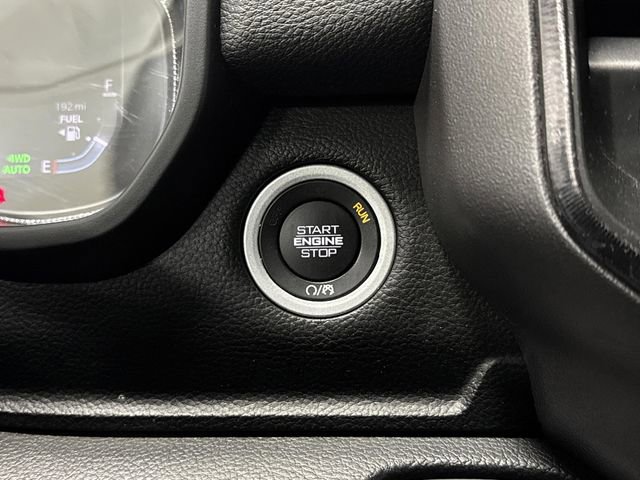 F
192 mi
FUEL
4WD
AUTO
E
RUN
START
ENGINE
STOP